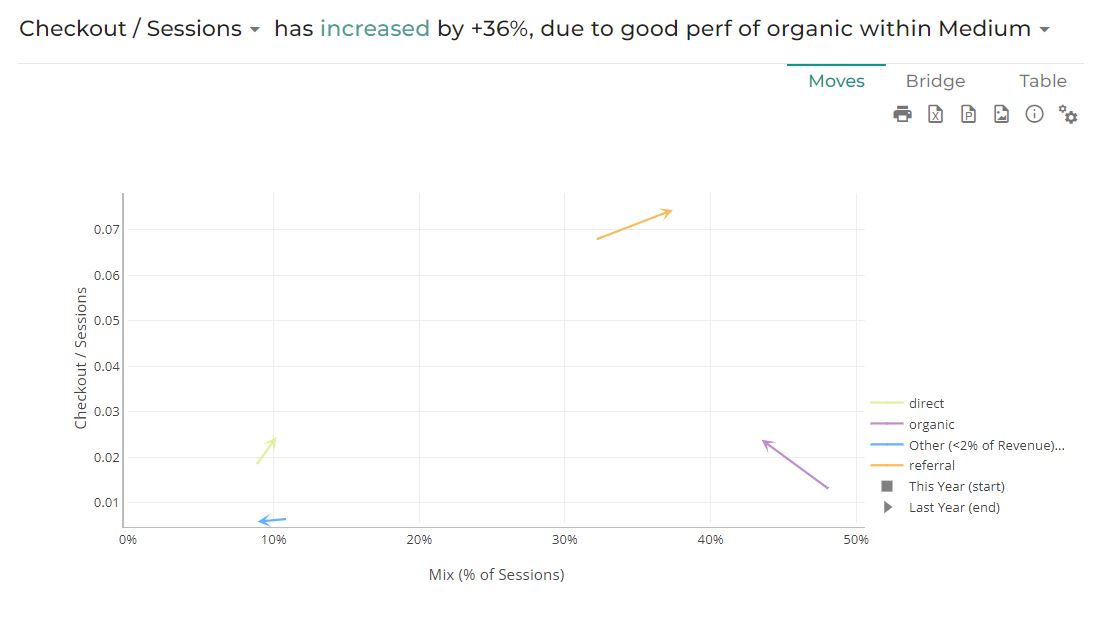 Checkout / Sessions has increased by +36%, due to good perf of organic within Medium
Moves Bridge Table
0.07
0.06
0.05
0.04
0.03
0.02
0.01
Checkout / Sessions
0% 10% 20% 30% 40% 50%
Mix (% of Sessions)
direct
organic
Other (<2% of Revenue)...
referral
This Year (start)
Last Year (end)